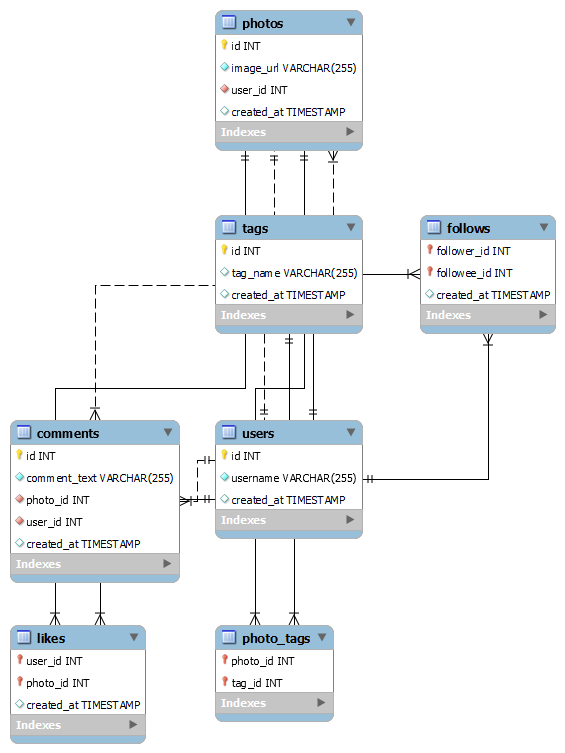 photos
id INT
image_url VARCHAR(255)
user_id INT
created_at TIMESTAMP
Indexes
tags
id INT
tag_name VARCHAR(255)
created_at TIMESTAMP
Indexes
follows
follower_id INT
followee_id INT
created_at TIMESTAMP
Indexes
comments
id INT
comment_text VARCHAR(255)
photo_id INT
user_id INT
created_at TIMESTAMP
Indexes
users
id INT
username VARCHAR(255)
created_at TIMESTAMP
Indexes
likes
user_id INT
photo_id INT
created_at TIMESTAMP
Indexes
photo_tags
photo_id INT
tag_id INT
Indexes